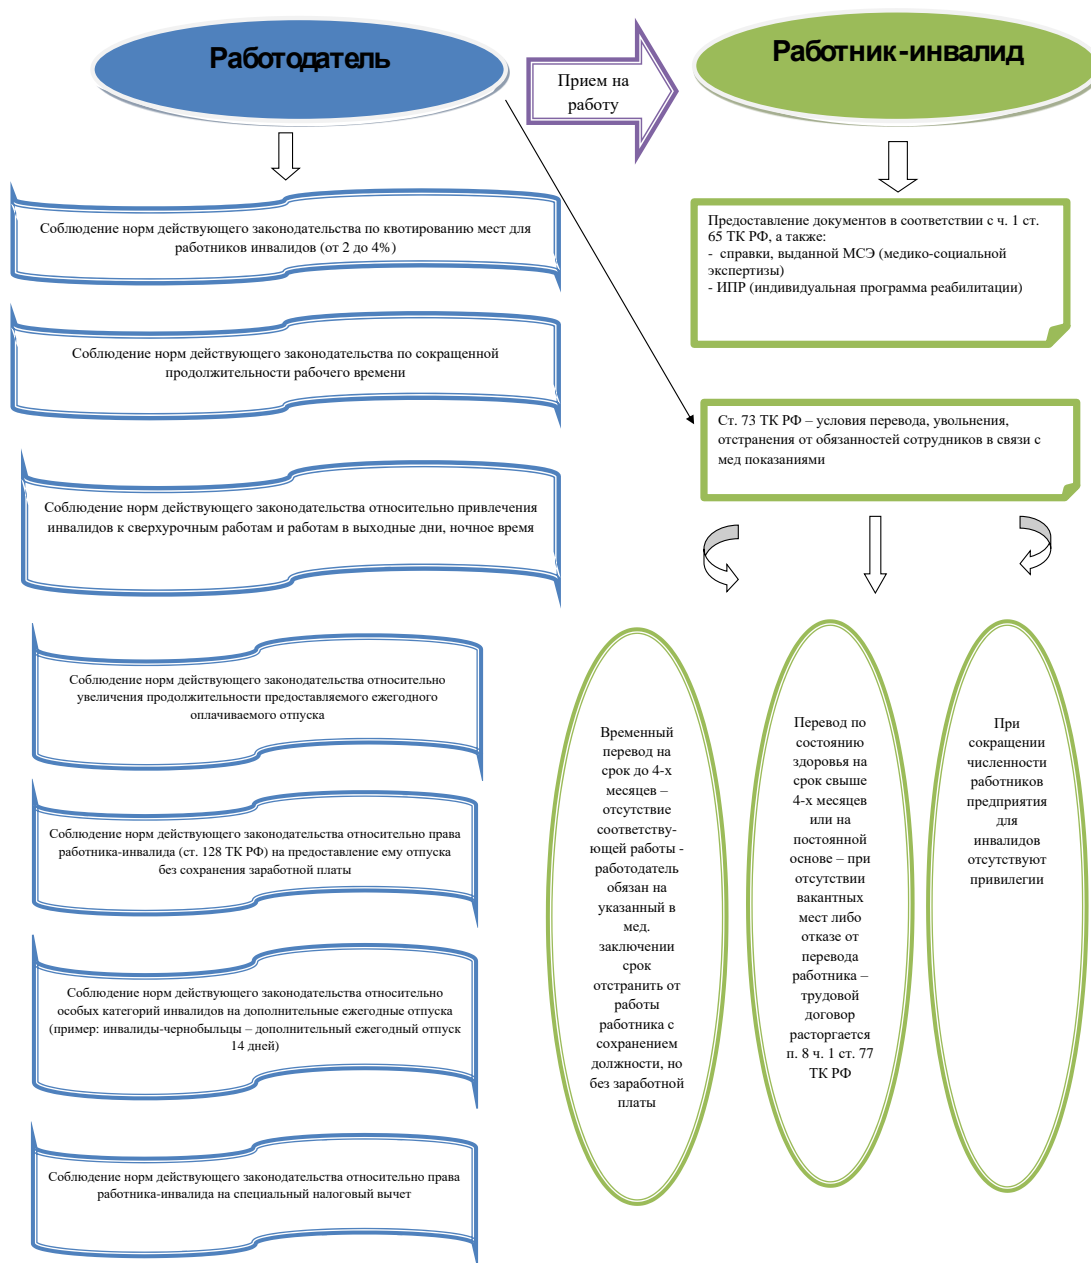 Работодатель
Прием на
работу
Работник-инвалид
Соблюдение норм действующего законодательства по квотированию мест для
работников инвалидов (от 2 до 4%)
Соблюдение норм действующего законодательства по сокращенной
продолжительности рабочего времени
Соблюдение норм действующего законодательства относительно привлечения
инвалидов к сверхурочным работам и работам в выходные дни, ночное время
Соблюдение норм действующего законодательства относительно
увеличения продолжительности предоставляемого ежегодного
оплачиваемого отпуска
Соблюдение норм действующего законодательства относительно права
работника-инвалида (ст. 128 ТК РФ) на предоставление ему отпуска
без сохранения заработной платы
Соблюдение норм действующего законодательства относительно
особых категорий инвалидов на дополнительные ежегодные отпуска
(пример: инвалиды-чернобыльцы – дополнительный ежегодный отпуск
14 дней)
Соблюдение норм действующего законодательства относительно права
работника-инвалида на специальный налоговый вычет
Предоставление документов в соответствии с ч. 1 ст.
65 ТК РФ, а также:
- справки, выданной МСЭ (медико-социальной
экспертизы)
- ИПР (индивидуальная программа реабилитации)
Ст. 73 ТК РФ – условия перевода, увольнения,
отстранения от обязанностей сотрудников в связи с
мед показаниями
Временный
перевод на
срок до 4-х
месяцев –
отсутствие
соответству-
ющей работы -
работодатель
обязан на
указанный в
мед.
заключении
срок
отстранить от
работы
работника с
сохранением
должности, но
без заработной
платы
Перевод по
состоянию
здоровья на
срок свыше
4-х месяцев
или на
постоянной
основе – при
отсутствии
вакантных
мест либо
отказе от
перевода
работника –
трудовой
договор
расторгается
п. 8 ч. 1 ст. 77
ТК РФ
При
сокращении
численности
работников
предприятия
для
инвалидов
отсутствуют
привилегии